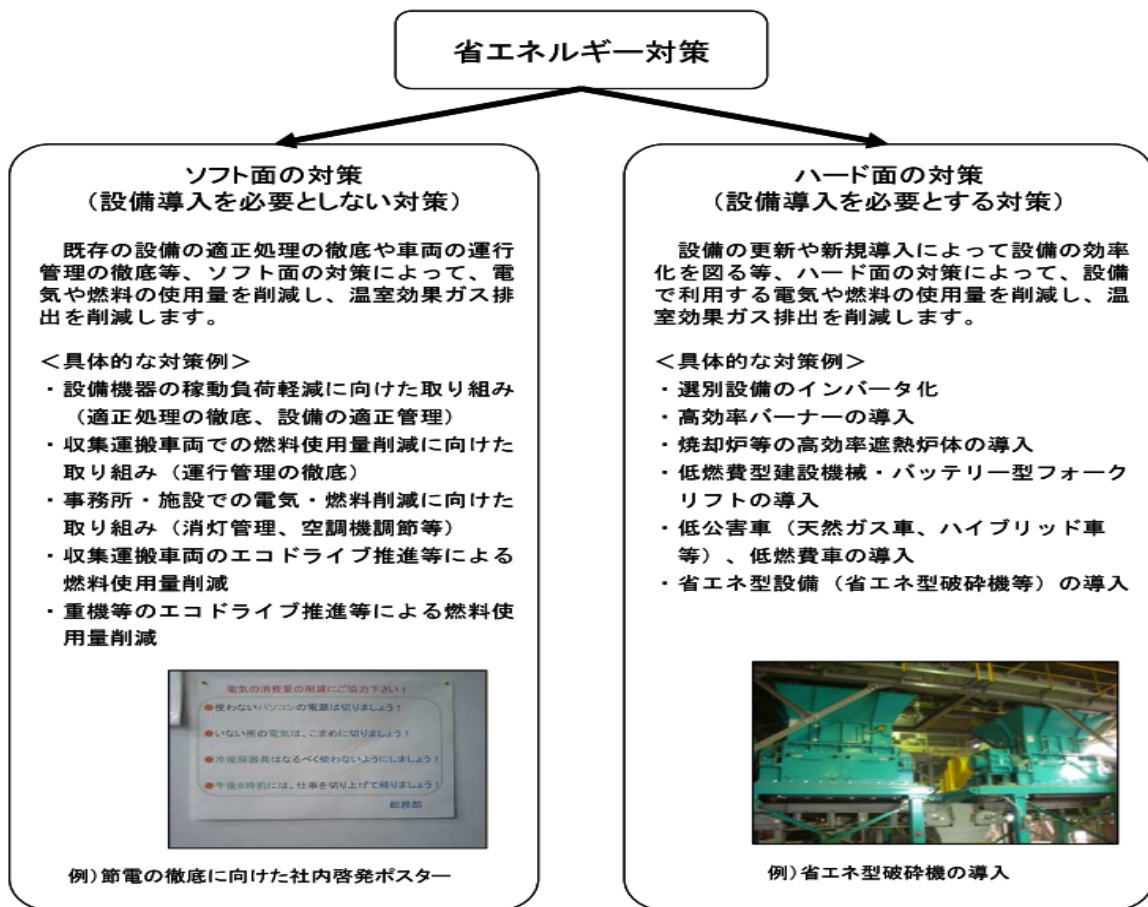 省エネルギー対策
ソフト面の対策
（設備導入を必要としない対策）
既存の設備の適正処理の徹底や車両の運行
管理の徹底等、ソフト面の対策によって、電
気や燃料の使用量を削減し、温室効果ガス排
出を削減します。
＜具体的な対策例＞
・設備機器の稼動負荷軽減に向けた取り組み
（適正処理の徹底、設備の適正管理）
・収集運搬車両での燃料使用量削減に向けた
取り組み（運行管理の徹底）
・事務所・施設での電気・燃料削減に向けた
取り組み（消灯管理、空調機調節等）
・収集運搬車両のエコドライブ推進等による
燃料使用量削減
・重機等のエコドライブ推進等による燃料使
用量削減
電気の消費量の削減にご協力下さい！
●使わないパソコンの電源は切りましょう！
●いない所の電気は、こまめに切りましょう！
●冷暖房器具はなるべく使わないようにしましょう！
●午後8時前には、仕事を切り上げて帰りましょう！
総務部
例）節電の徹底に向けた社内啓発ポスター
ハード面の対策
（設備導入を必要とする対策）
設備の更新や新規導入によって設備の効率
化を図る等、ハード面の対策によって、設備
で利用する電気や燃料の使用量を削減し、温
室効果ガス排出を削減します。
＜具体的な対策例＞
・選別設備のインバータ化
・高効率バーナーの導入
・焼却炉等の高効率遮熱炉体の導入
・低燃費型建設機械・バッテリー型フォーク
リフトの導入
・低公害車（天然ガス車、ハイブリッド車
等）、低燃費車の導入
・省エネ型設備（省エネ型破砕機等）の導入
例）省エネ型破砕機の導入